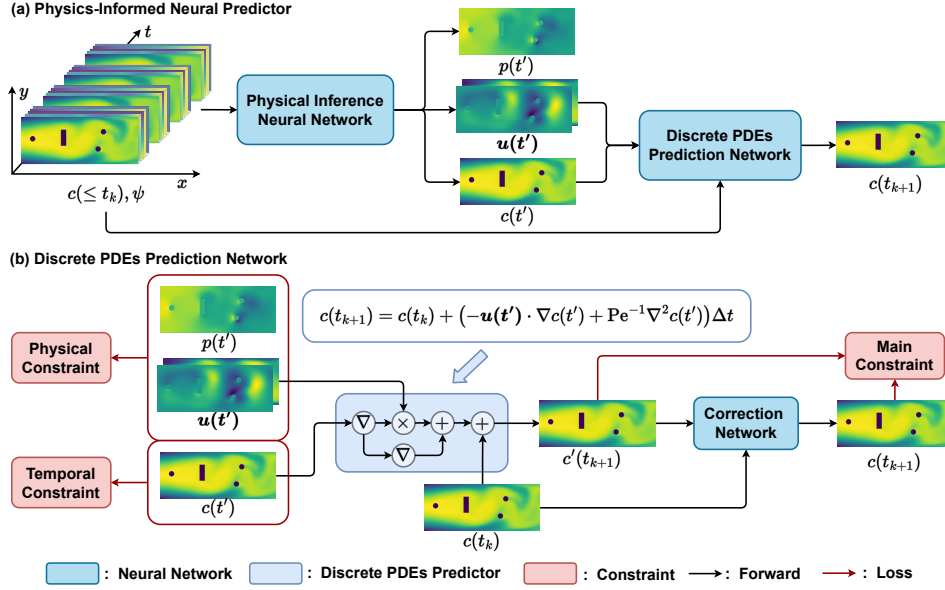 (a) Physics-Informed Neural Predictor
t
y
x
c(≤ t_k), ψ
Physical Inference
Neural Network
p(t′)
u(t′)
c(t′)
Discrete PDEs
Prediction Network
c(t_{k+1})
(b) Discrete PDEs Prediction Network
c(t_{k+1}) = c(t_k) + (−u(t′) · ∇c(t′) + Pe⁻¹∇²c(t′))Δt
Physical
Constraint
p(t′)
u(t′)
Temporal
Constraint
c(t′)
∇ × + +
∇
c′(t_{k+1})
c(t_k)
Correction
Network
Main
Constraint
c(t_{k+1})
: Neural Network
: Discrete PDEs Predictor
: Constraint
: Forward
: Loss